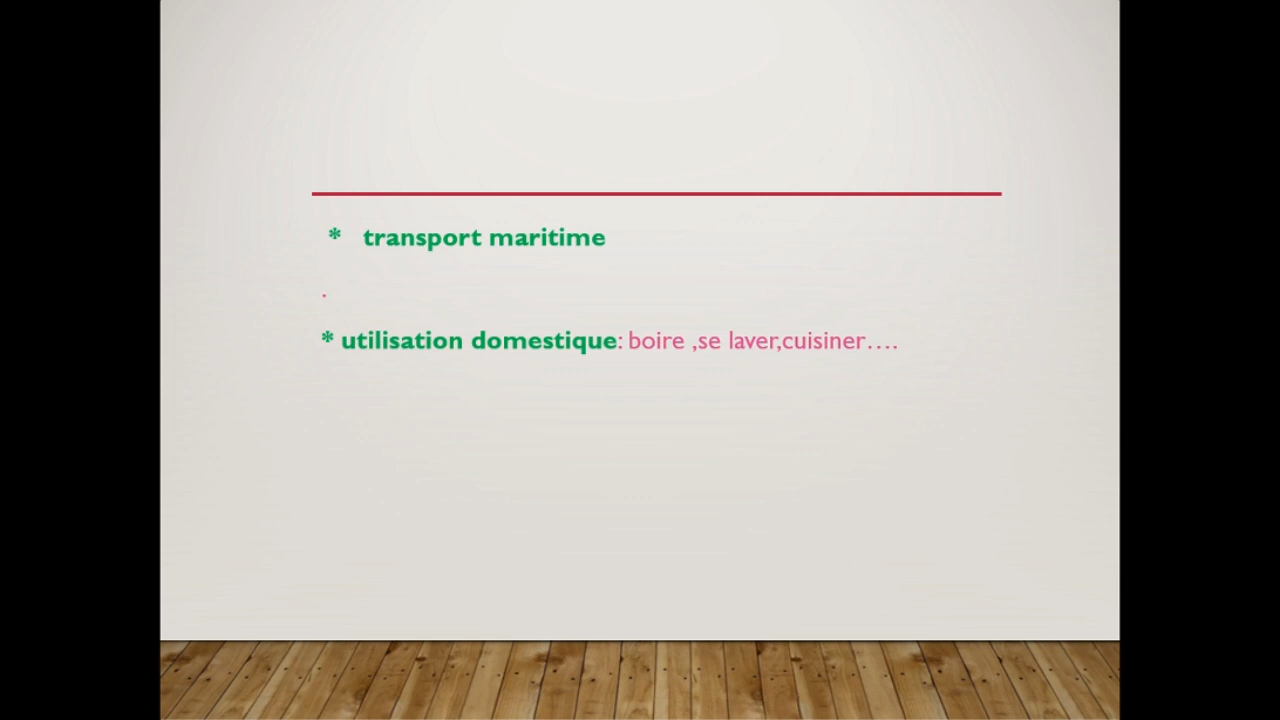 * transport maritime
.
* utilisation domestique: boire ,se laver,cuisiner….